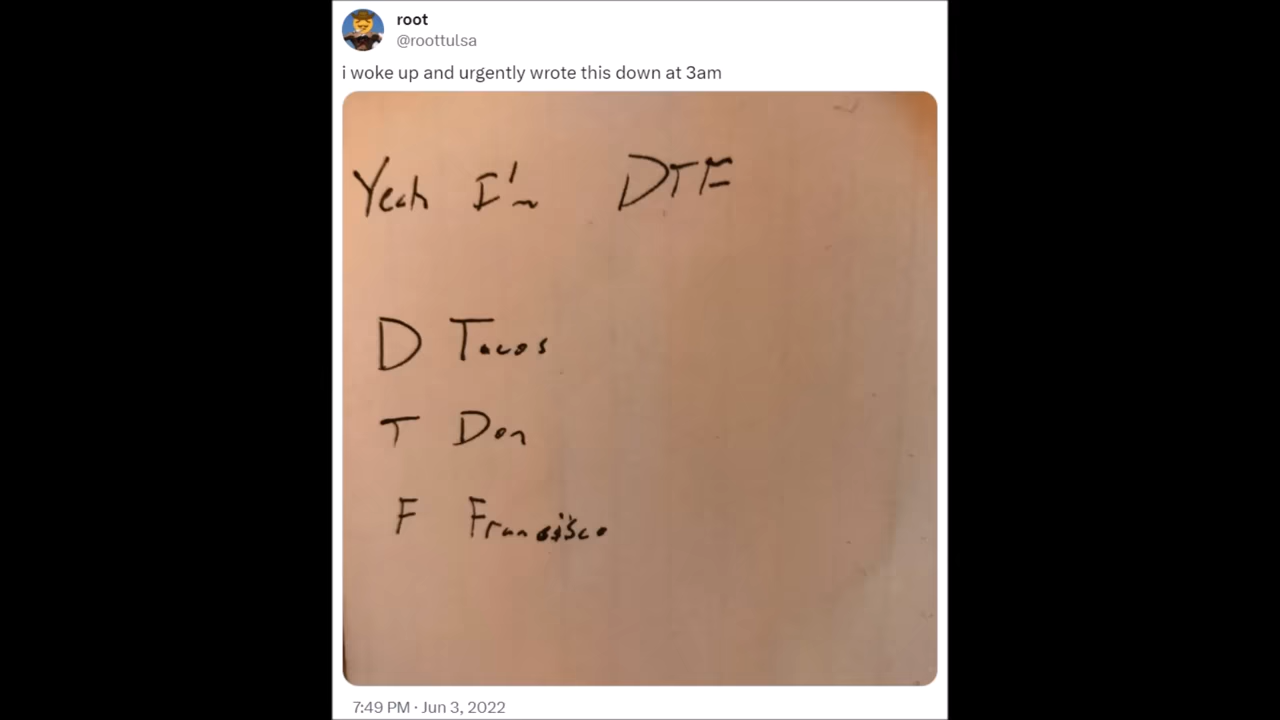 root
@roottulsa
i woke up and urgently wrote this down at 3am
Yeah I'm DTF
D Tacos
T Don
F Francisco
7:49 PM · Jun 3, 2022